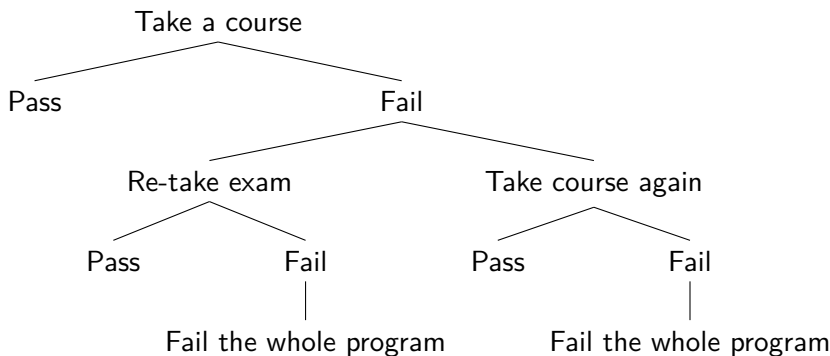 Take a course
Pass
Fail
Re-take exam
Take course again
Pass
Fail
Pass
Fail
Fail the whole program
Fail the whole program